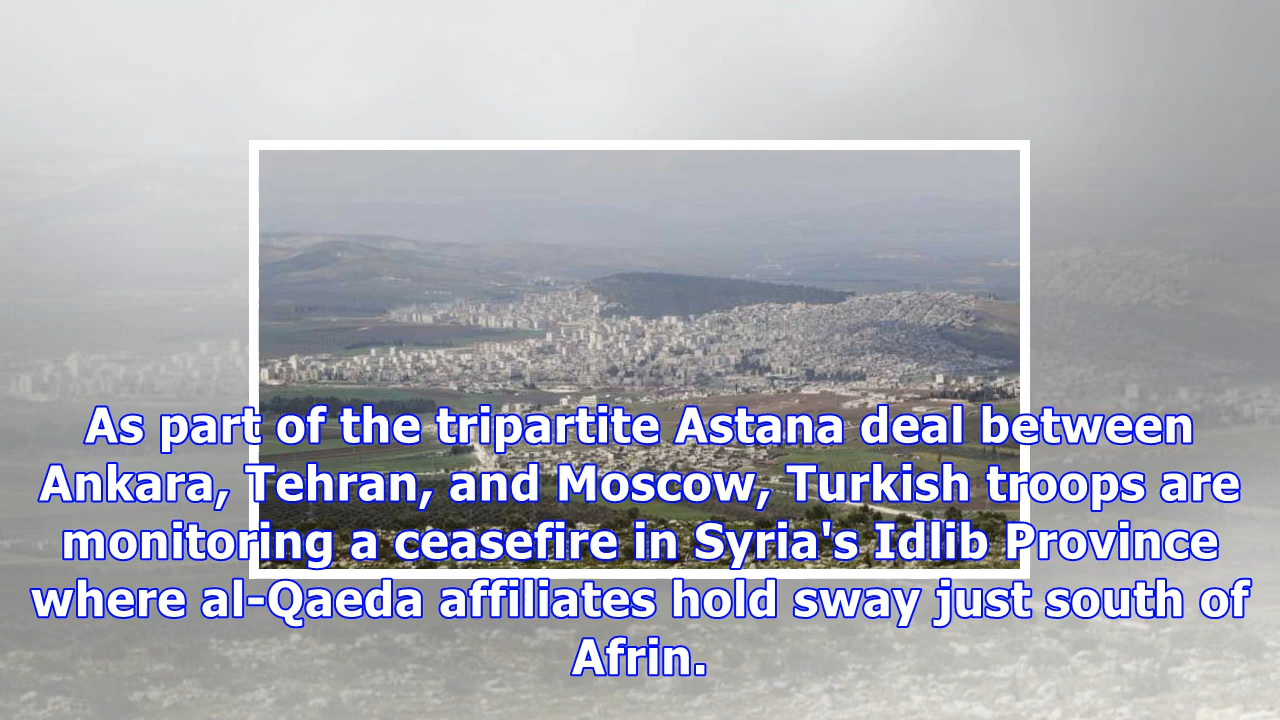 As part of the tripartite Astana deal between
Ankara, Tehran, and Moscow, Turkish troops are
monitoring a ceasefire in Syria's Idlib Province
where al-Qaeda affiliates hold sway just south of
Afrin.